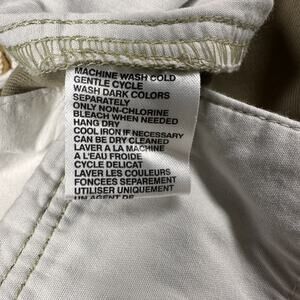 MACHINE WASH COLD
GENTLE CYCLE
WASH DARK COLORS
SEPARATELY
ONLY NON-CHLORINE
BLEACH WHEN NEEDED
HANG DRY
COOL IRON IF NECESSARY
CAN BE DRY CLEANED
LAVER A LA MACHINE
A L'EAU FROIDE
CYCLE DELICAT
LAVER LES COULEURS
FONCEES SEPAREMENT
UTILISER UNIQUEMENT
UN AGENT DE